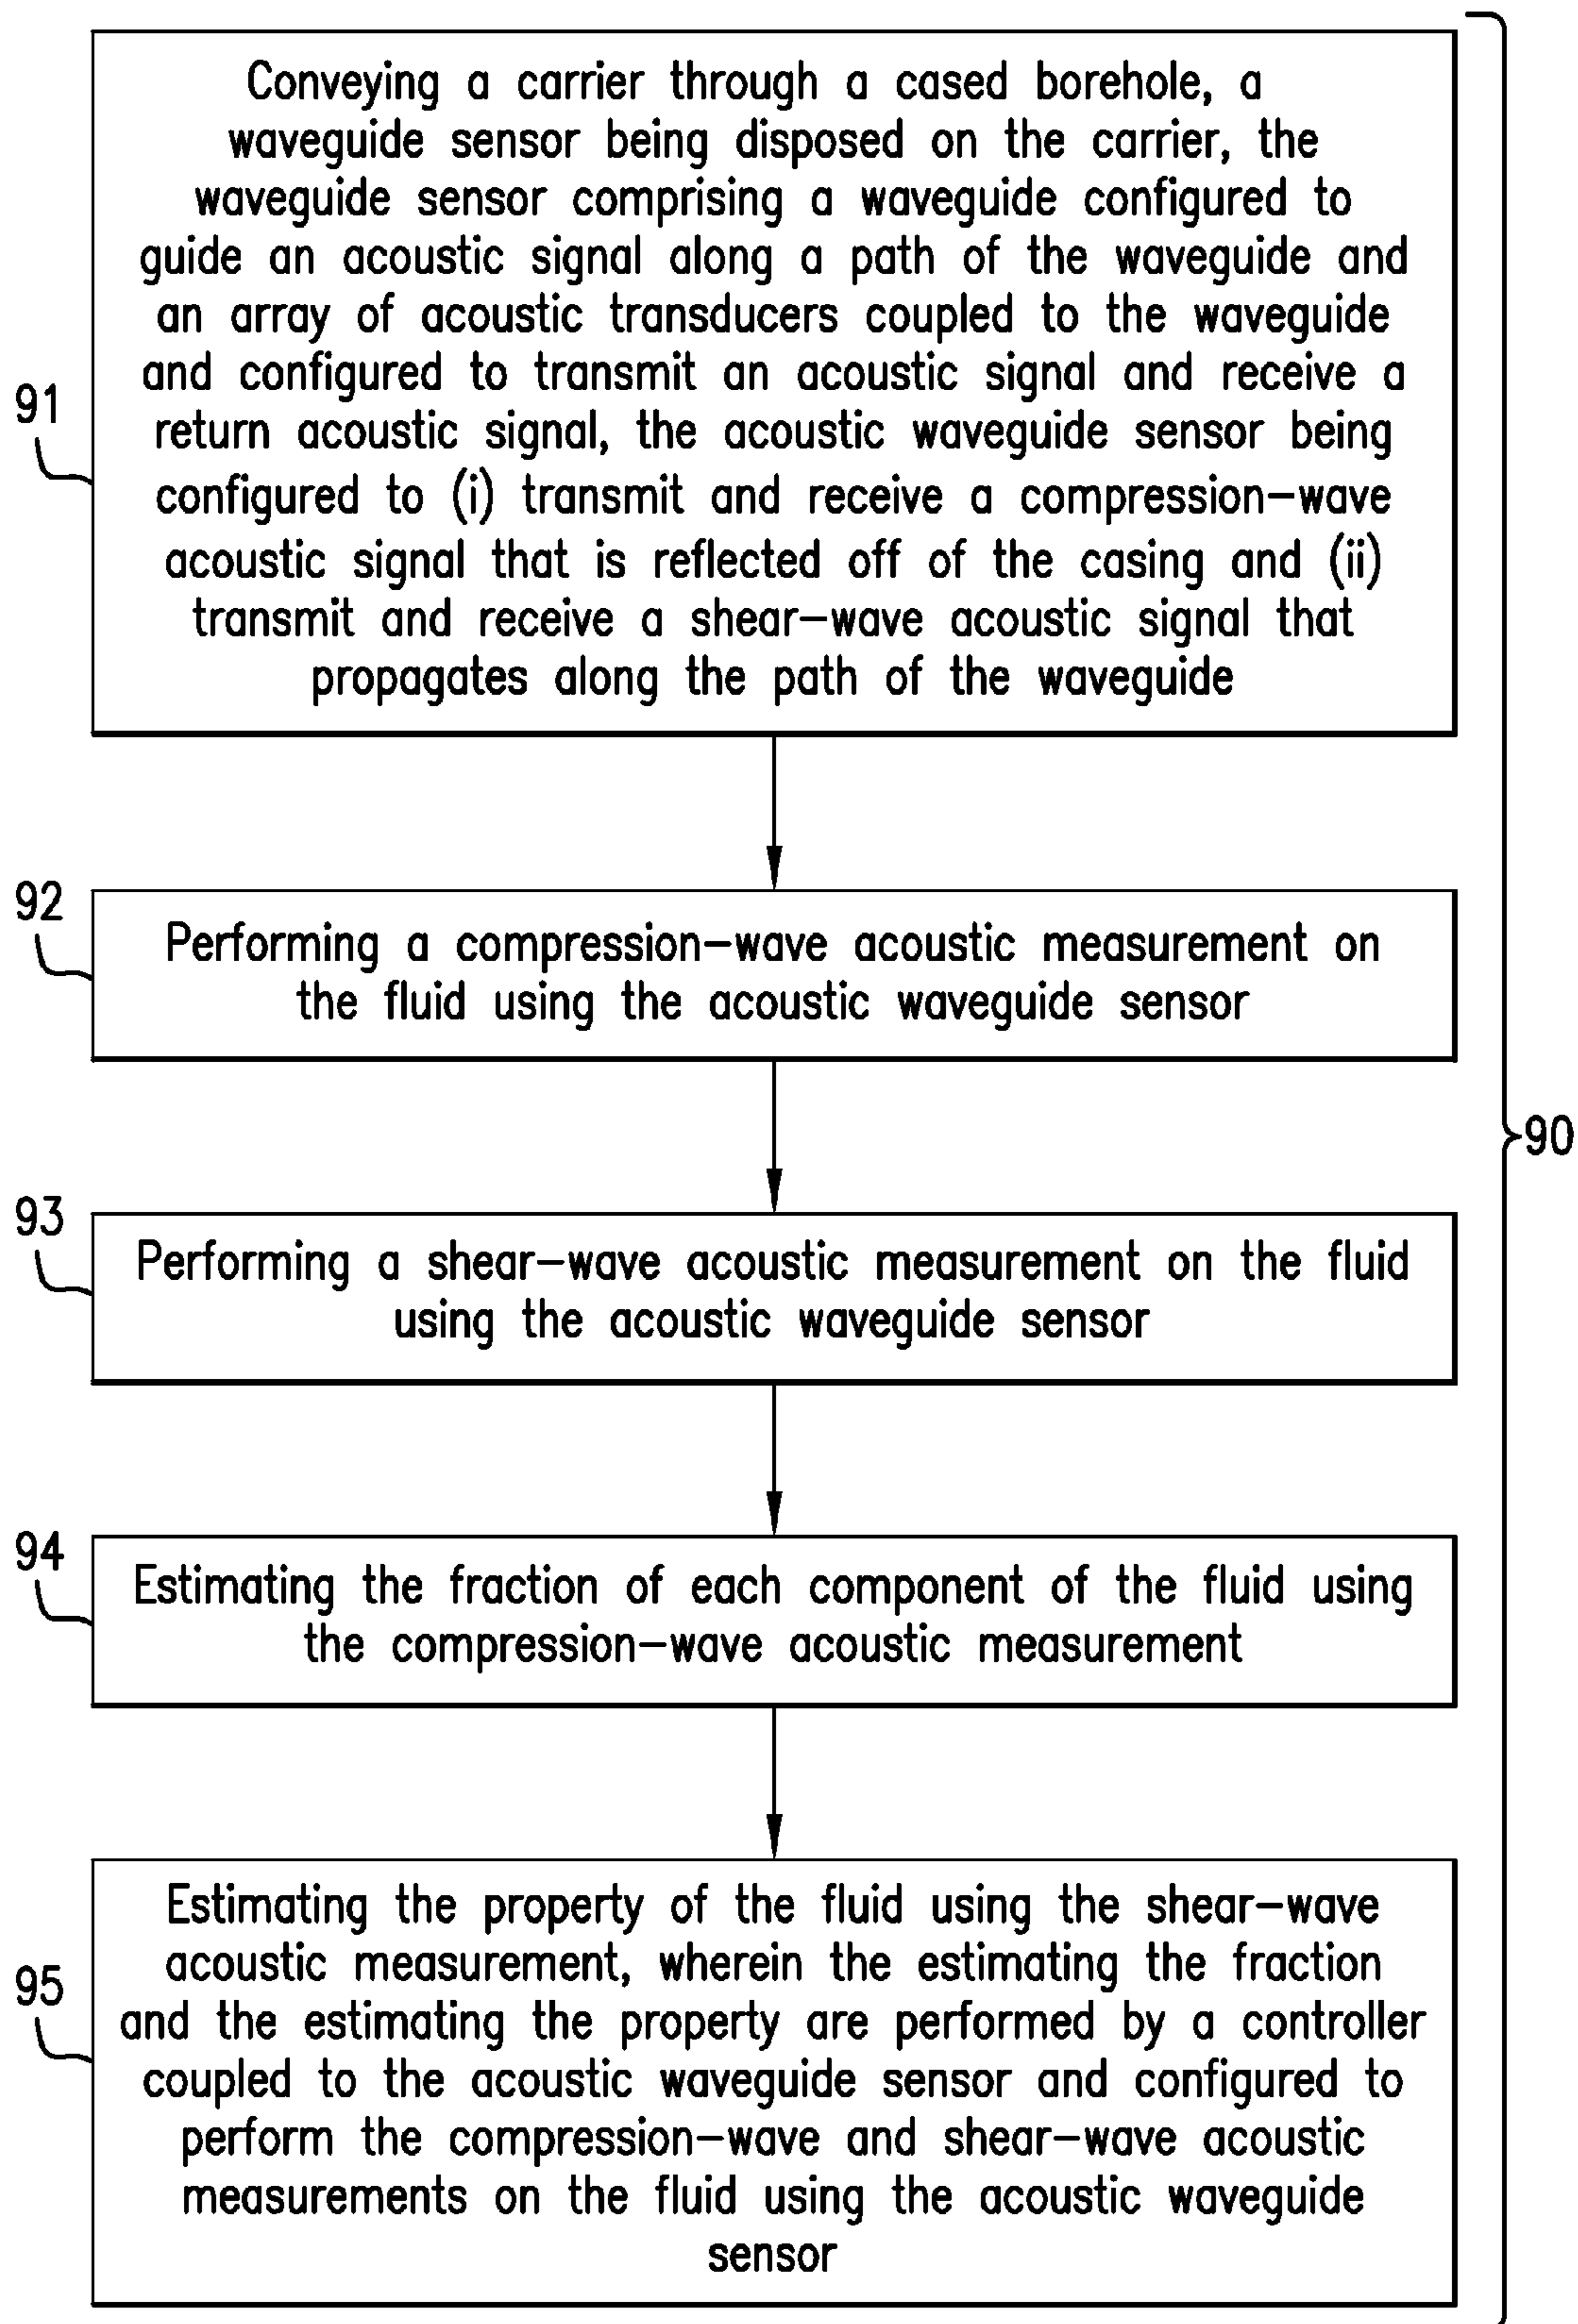 Conveying a carrier through a cased borehole, a
waveguide sensor being disposed on the carrier, the
waveguide sensor comprising a waveguide configured to
guide an acoustic signal along a path of the waveguide and
an array of acoustic transducers coupled to the waveguide
and configured to transmit an acoustic signal and receive a
return acoustic signal, the acoustic waveguide sensor being
configured to (i) transmit and receive a compression-wave
acoustic signal that is reflected off of the casing and (ii)
transmit and receive a shear-wave acoustic signal that
propagates along the path of the waveguide
91
92
Performing a compression-wave acoustic measurement on
the fluid using the acoustic waveguide sensor
90
93
Performing a shear-wave acoustic measurement on the fluid
using the acoustic waveguide sensor
94
Estimating the fraction of each component of the fluid using
the compression-wave acoustic measurement
95
Estimating the property of the fluid using the shear-wave
acoustic measurement, wherein the estimating the fraction
and the estimating the property are performed by a controller
coupled to the acoustic waveguide sensor and configured to
perform the compression-wave and shear-wave acoustic
measurements on the fluid using the acoustic waveguide
sensor